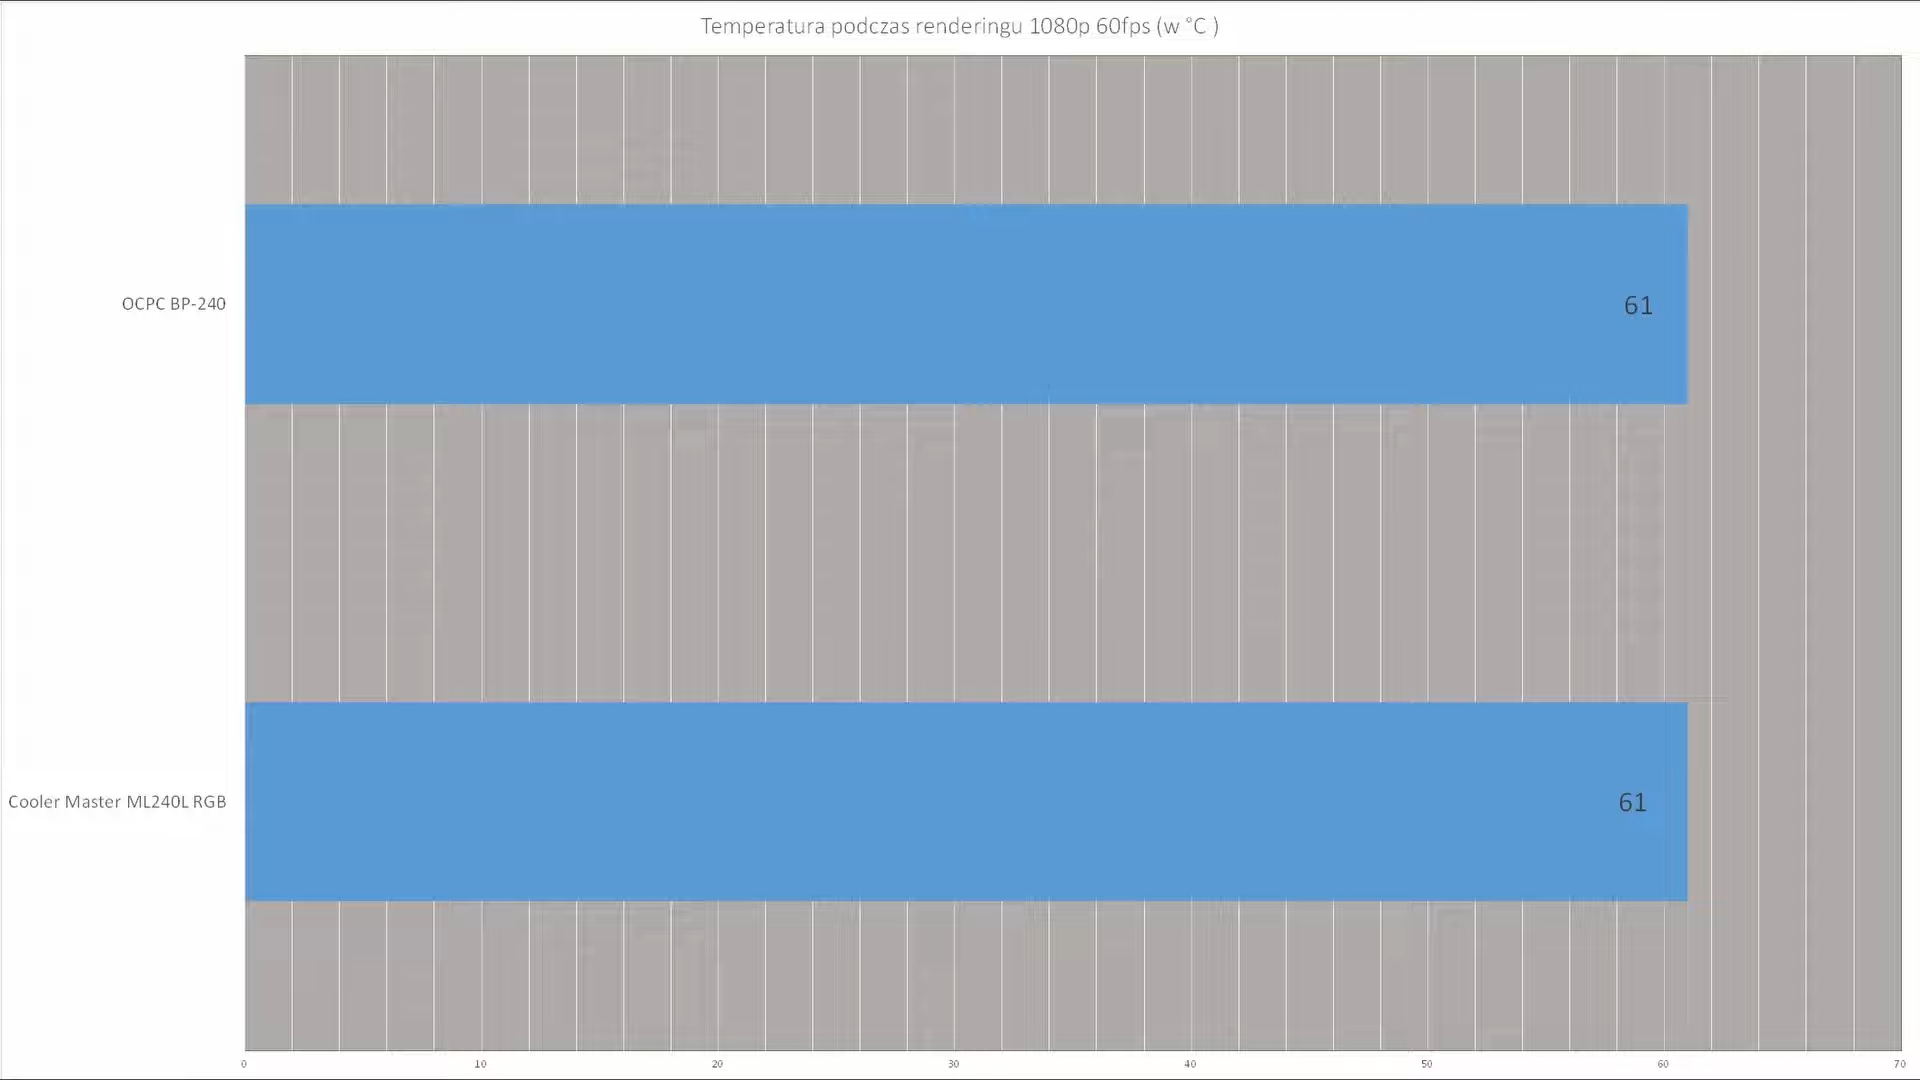 Temperatura podczas renderingu 1080p 60fps (w °C )
OCPC BP-240
61
Cooler Master ML240L RGB
61
0 10 20 30 40 50 60 70